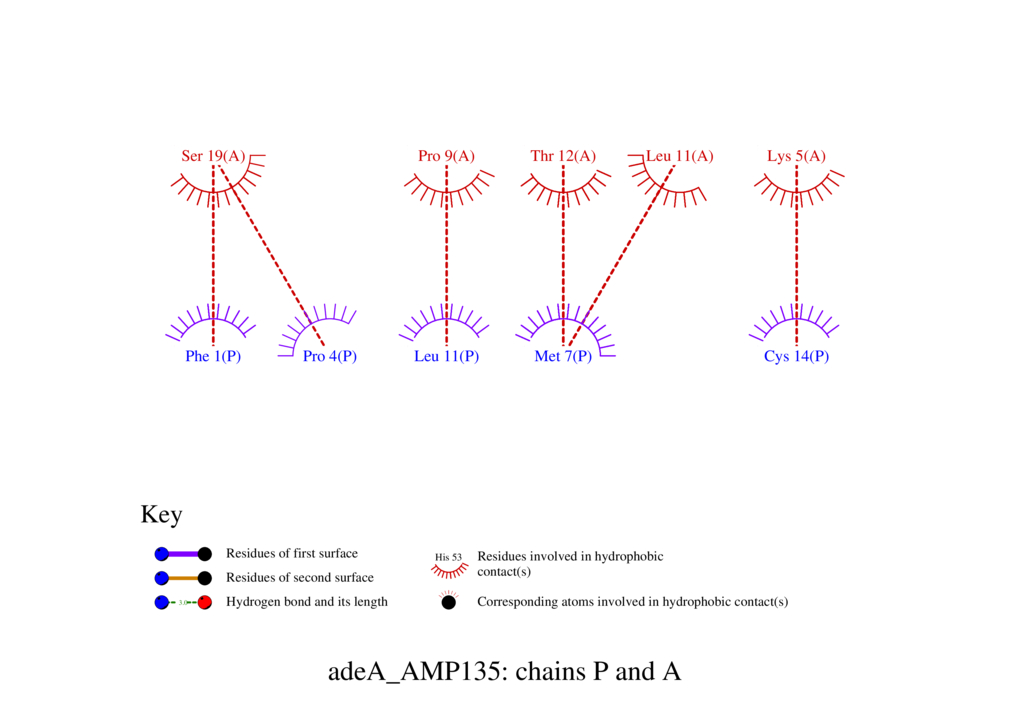 Ser 19(A) Pro 9(A) Thr 12(A) Leu 11(A) Lys 5(A)
Phe 1(P) Pro 4(P) Leu 11(P) Met 7(P) Cys 14(P)
Key
Residues of first surface
Residues of second surface
Hydrogen bond and its length
His 53 Residues involved in hydrophobic
contact(s)
Corresponding atoms involved in hydrophobic contact(s)
adeA_AMP135: chains P and A